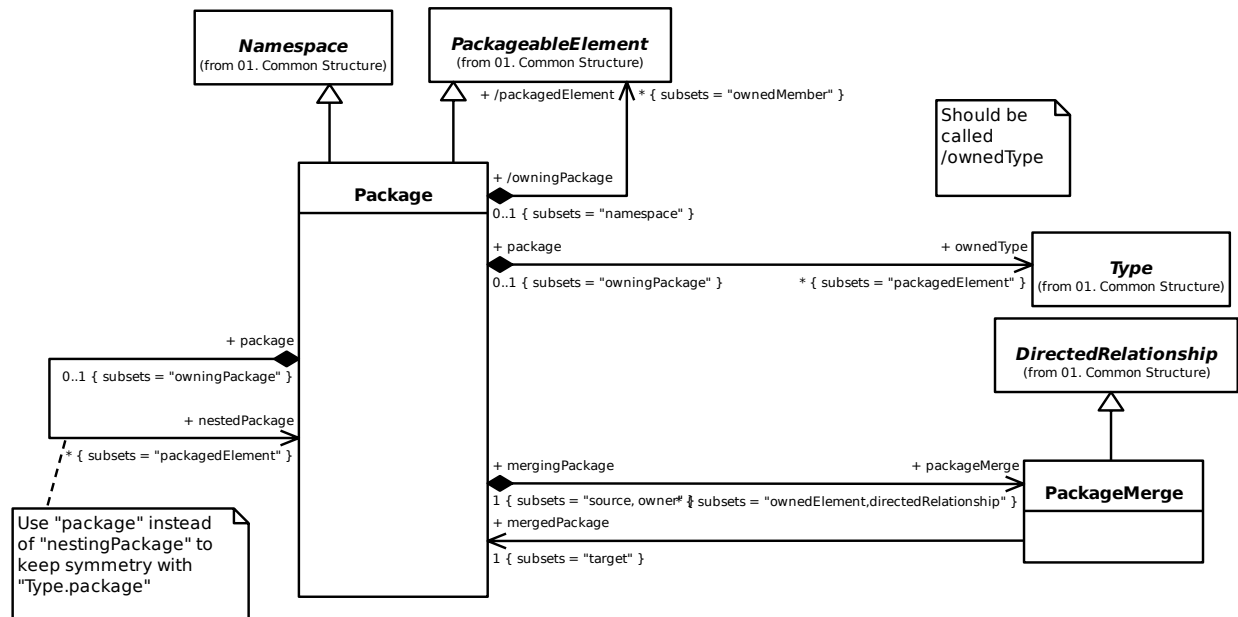 Namespace
(from 01. Common Structure)
PackageableElement
(from 01. Common Structure)
+ /packagedElement
* { subsets = "ownedMember" }
Should be
called
/ownedType
Package
+ /owningPackage
0..1 { subsets = "namespace" }
+ package
+ ownedType
0..1 { subsets = "owningPackage" }
* { subsets = "packagedElement" }
Type
(from 01. Common Structure)
+ package
0..1 { subsets = "owningPackage" }
+ nestedPackage
* { subsets = "packagedElement" }
DirectedRelationship
(from 01. Common Structure)
+ mergingPackage
+ packageMerge
1 { subsets = "source, owner" }
* { subsets = "ownedElement,directedRelationship" }
PackageMerge
+ mergedPackage
1 { subsets = "target" }
Use "package" instead
of "nestingPackage" to
keep symmetry with
"Type.package"